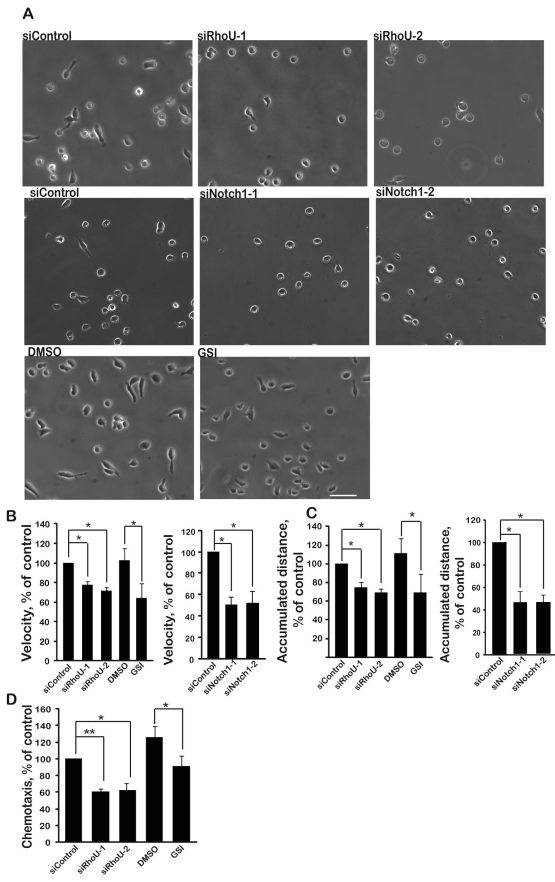 A
siControl siRhoU-1 siRhoU-2
siControl siNotch1-1 siNotch1-2
DMSO GSI
B
Velocity, % of control
140
120
100
80
60
40
20
0
* * *
siControl siRhoU-1 siRhoU-2 DMSO GSI
Velocity, % of control
120
100
80
60
40
20
0
* *
siControl siNotch1-1 siNotch1-2
C
Accumulated distance,
% of control
140
120
100
80
60
40
20
0
* * *
siControl siRhoU-1 siRhoU-2 DMSO GSI
Accumulated distance,
% of control
120
100
80
60
40
20
0
* *
siControl siNotch1-1 siNotch1-2
D
Chemotaxis, % of control
160
140
120
100
80
60
40
20
0
** * *
siControl siRhoU-1 siRhoU-2 DMSO GSI